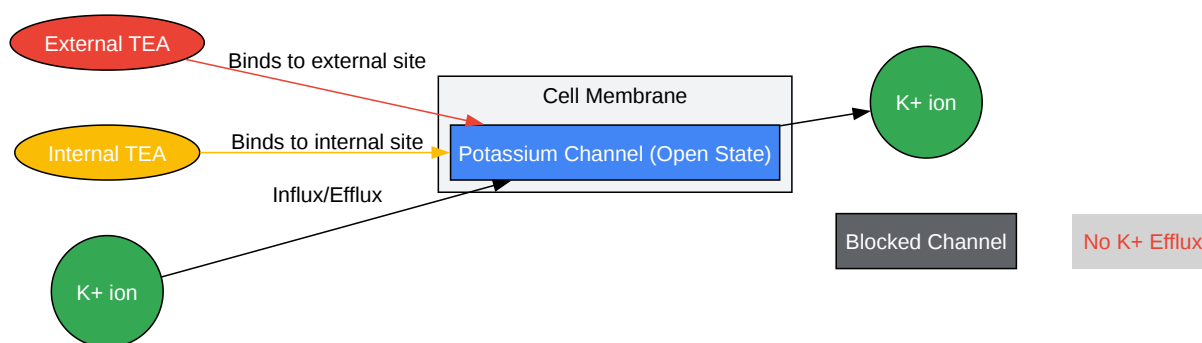 External TEA
Binds to external site
Cell Membrane
K+ ion
Internal TEA
Binds to internal site
Potassium Channel (Open State)
Influx/Efflux
Blocked Channel
No K+ Efflux
K+ ion